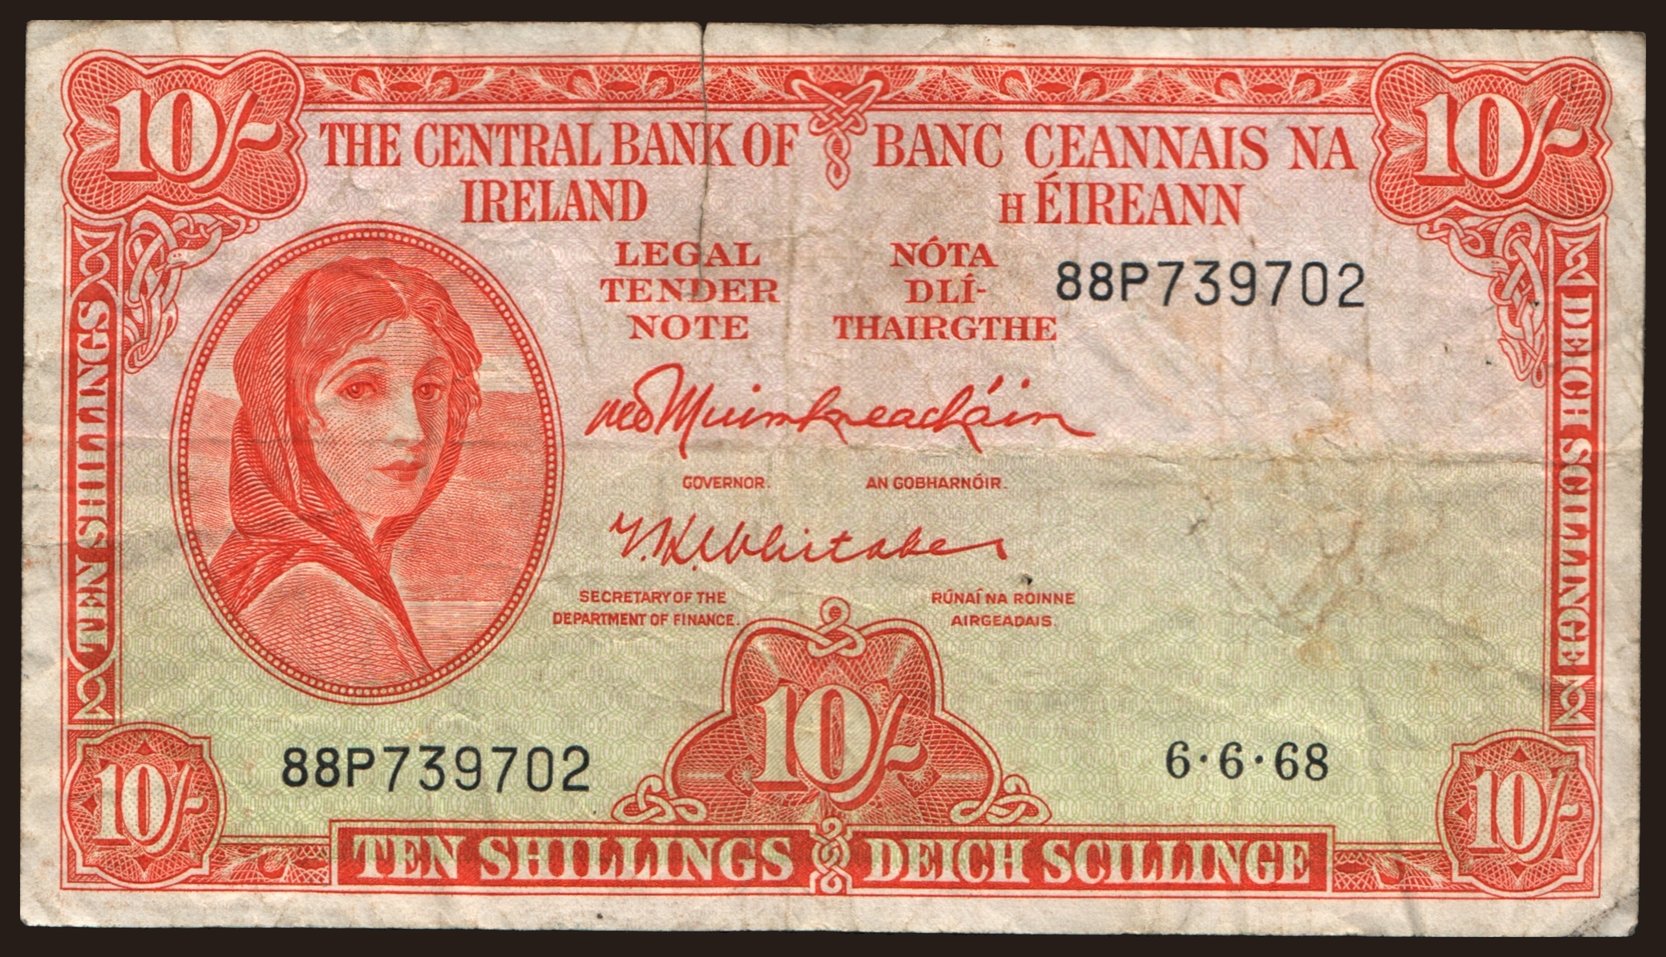 10/-
10/-
THE CENTRAL BANK OF
IRELAND
BANC CEANNAIS NA
H ÉIREANN
LEGAL
TENDER
NOTE
NÓTA
DLÍ-
THAIRGTHE
88P739702
TEN SHILLINGS
DEICH SCILLINGE
GOVERNOR.
AN GOBHARNÓIR.
T.K.Whitaker
SECRETARY OF THE
DEPARTMENT OF FINANCE.
RÚNAÍ NA ROINNE
AIRGEADAIS.
88P739702
10/-
6·6·68
10/-
10/-
TEN SHILLINGS
DEICH SCILLINGE